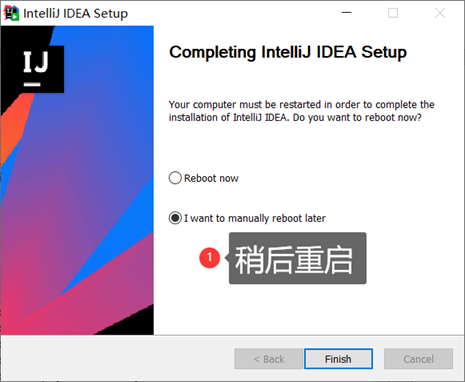 IntelliJ IDEA Setup
IJ
Completing IntelliJ IDEA Setup
Your computer must be restarted in order to complete the
installation of IntelliJ IDEA. Do you want to reboot now?
Reboot now
I want to manually reboot later
1 稍后重启
< Back Finish Cancel